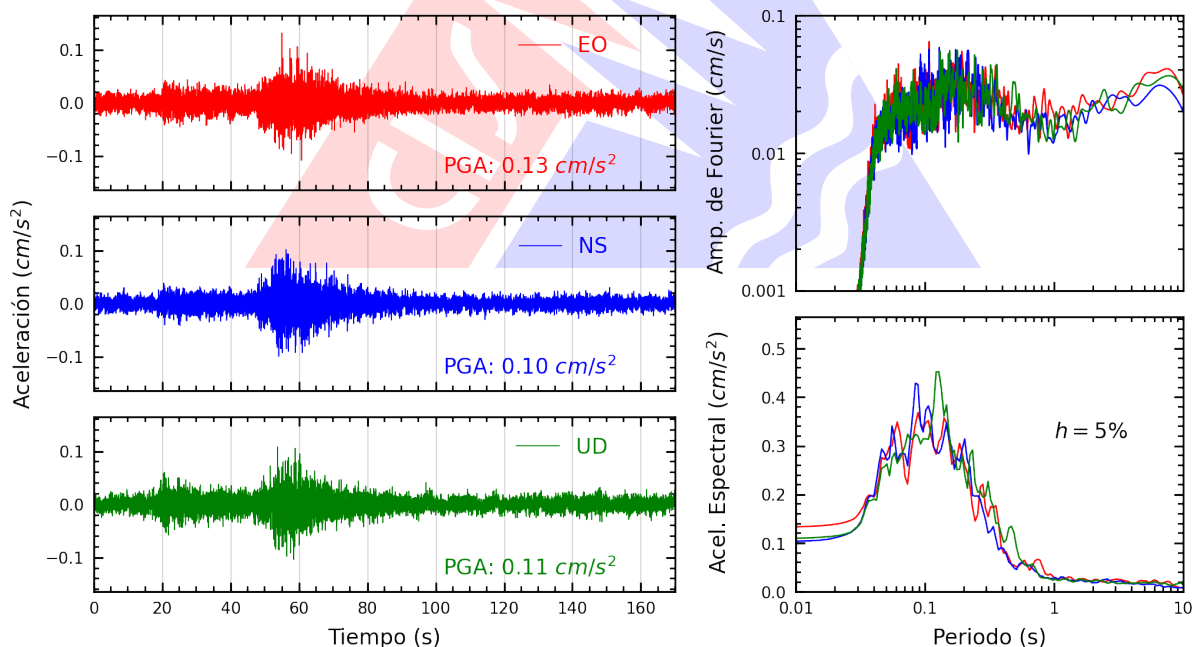 Aceleración (cm/s²)
0.1
0.0
−0.1
EO
PGA: 0.13 cm/s²
0.1
0.0
−0.1
NS
PGA: 0.10 cm/s²
0.1
0.0
−0.1
UD
PGA: 0.11 cm/s²
0 20 40 60 80 100 120 140 160
Tiempo (s)
Amp. de Fourier (cm/s)
0.1
0.01
0.001
Acel. Espectral (cm/s²)
0.5
0.4
0.3
0.2
0.1
0.0
h = 5%
0.01 0.1 1 10
Periodo (s)